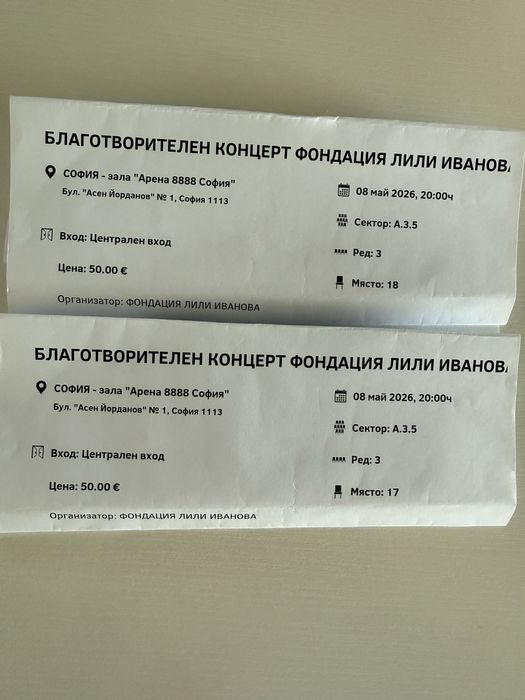 БЛАГОТВОРИТЕЛЕН КОНЦЕРТ ФОНДАЦИЯ ЛИЛИ ИВАНОВА
СОФИЯ - зала "Арена 8888 София"
Бул. "Асен Йорданов" № 1, София 1113
08 май 2026, 20:00ч
Сектор: А.3.5
Вход: Централен вход
Ред: 3
Цена: 50.00 €
Място: 18
Организатор: ФОНДАЦИЯ ЛИЛИ ИВАНОВА
БЛАГОТВОРИТЕЛЕН КОНЦЕРТ ФОНДАЦИЯ ЛИЛИ ИВАНОВА
СОФИЯ - зала "Арена 8888 София"
Бул. "Асен Йорданов" № 1, София 1113
08 май 2026, 20:00ч
Сектор: А.3.5
Вход: Централен вход
Ред: 3
Цена: 50.00 €
Място: 17
Организатор: ФОНДАЦИЯ ЛИЛИ ИВАНОВА